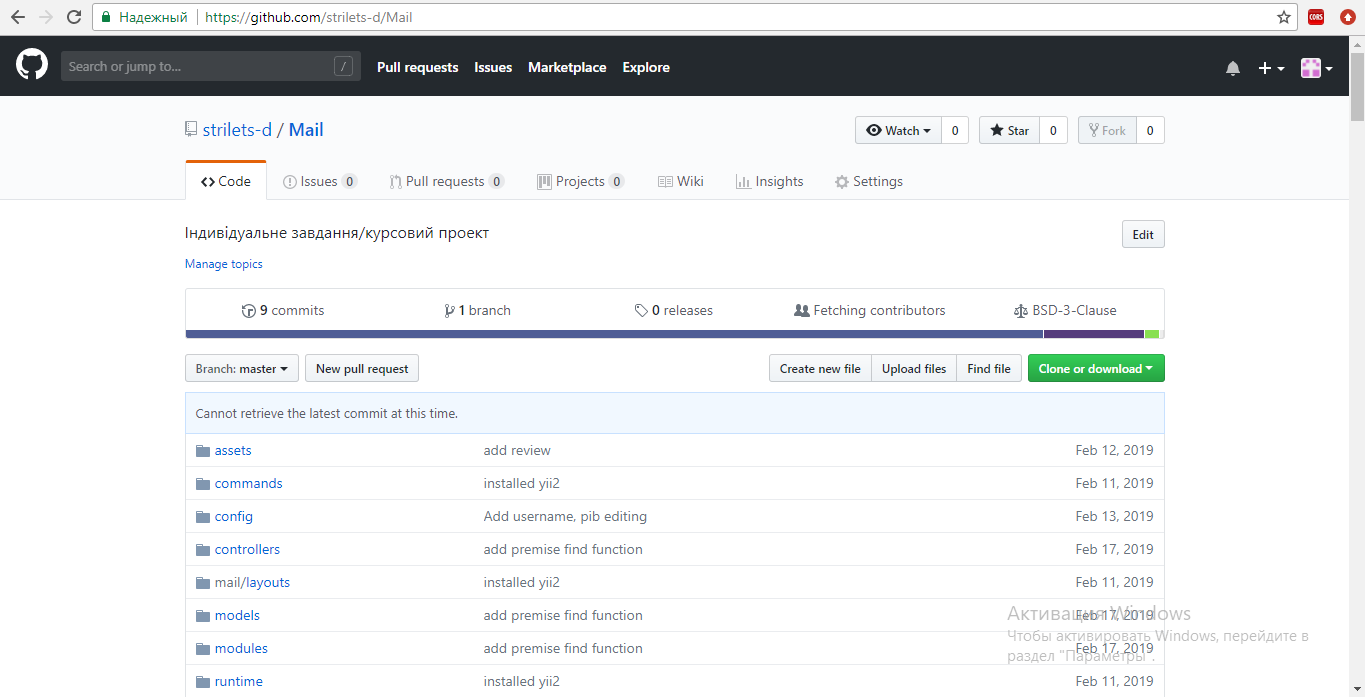 Надежный https://github.com/strilets-d/Mail CORS
Search or jump to... / Pull requests Issues Marketplace Explore
strilets-d / Mail Watch 0 Star 0 Fork 0
Code Issues 0 Pull requests 0 Projects 0 Wiki Insights Settings
Індивідуальне завдання/курсовий проект Edit
Manage topics
9 commits 1 branch 0 releases Fetching contributors BSD-3-Clause
Branch: master New pull request Create new file Upload files Find file Clone or download
Cannot retrieve the latest commit at this time.
assets add review Feb 12, 2019
commands installed yii2 Feb 11, 2019
config Add username, pib editing Feb 13, 2019
controllers add premise find function Feb 17, 2019
mail/layouts installed yii2 Feb 11, 2019
models add premise find function Feb 17, 2019
Активация Windows
Чтобы активировать Windows, перейдите в
modules add premise find function Feb 17, 2019
раздел "Параметры".
runtime installed yii2 Feb 11, 2019